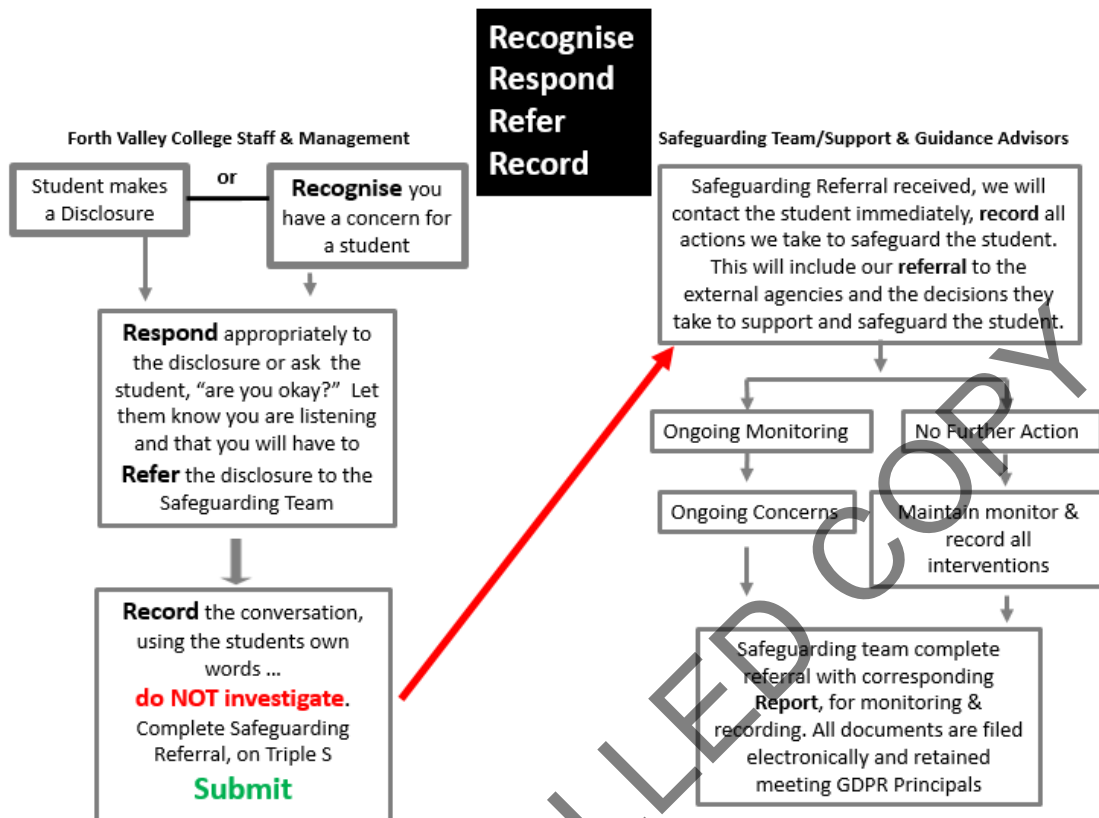 Recognise
Respond
Refer
Record
Forth Valley College Staff & Management
Student makes
a Disclosure
or
Recognise you
have a concern for
a student
Respond appropriately to
the disclosure or ask the
student, "are you okay?" Let
them know you are listening
and that you will have to
Refer the disclosure to the
Safeguarding Team
Record the conversation,
using the students own
words ...
do NOT investigate.
Complete Safeguarding
Referral, on Triple S
Submit
Safeguarding Team/Support & Guidance Advisors
Safeguarding Referral received, we will
contact the student immediately, record all
actions we take to safeguard the student.
This will include our referral to the
external agencies and the decisions they
take to support and safeguard the student.
Ongoing Monitoring
No Further Action
Ongoing Concerns
Maintain monitor &
record all
interventions
Safeguarding team complete
referral with corresponding
Report, for monitoring &
recording. All documents are filed
electronically and retained
meeting GDPR Principals
LLED COPY